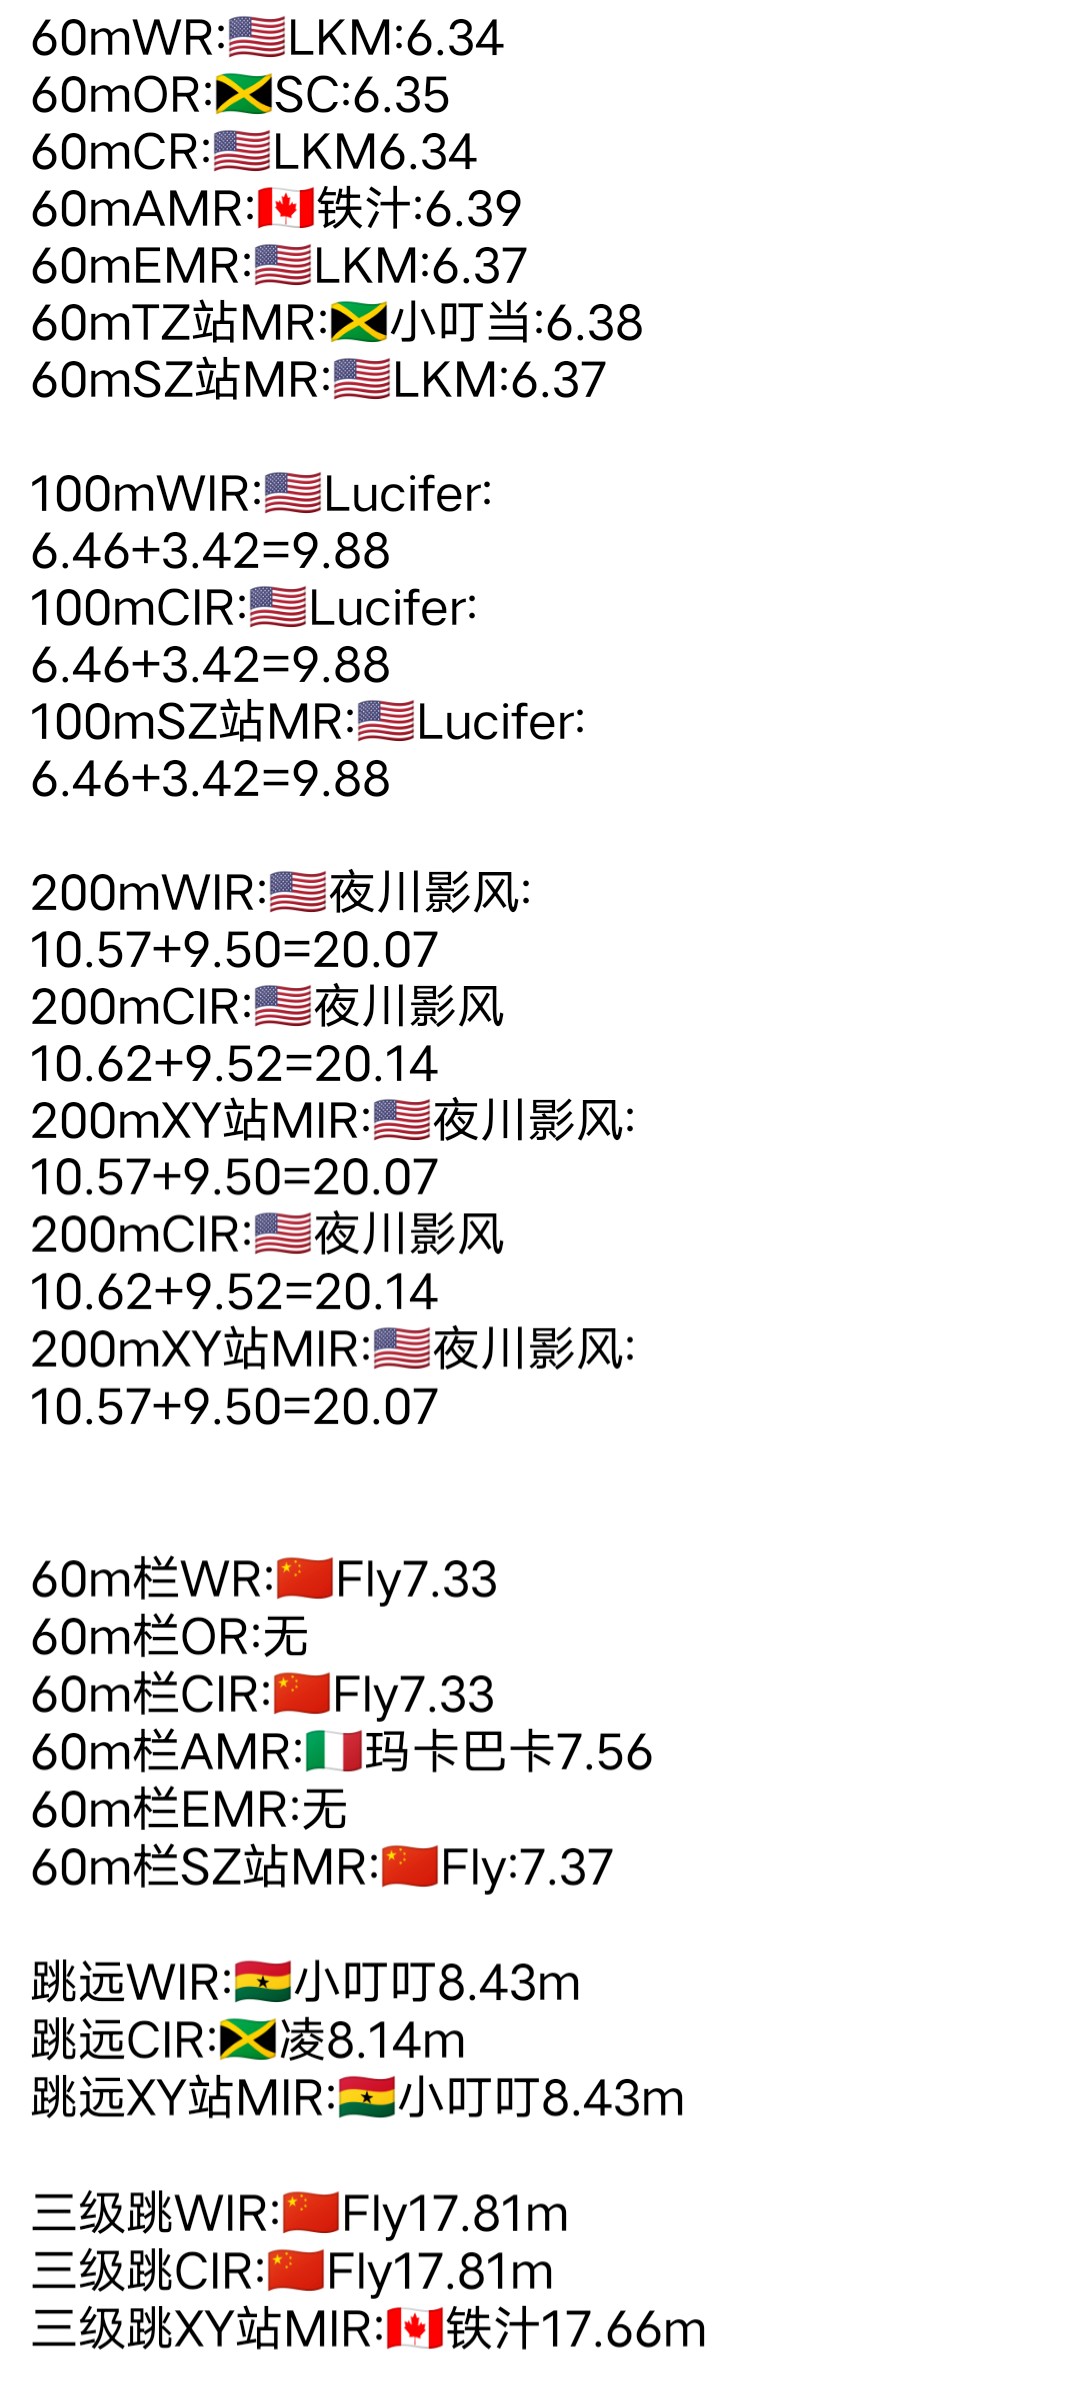 60mWR:🇺🇸LKM:6.34
60mOR:🇯🇲SC:6.35
60mCR:🇺🇸LKM6.34
60mAMR:🇨🇦铁汁:6.39
60mEMR:🇺🇸LKM:6.37
60mTZ站MR:🇯🇲小叮当:6.38
60mSZ站MR:🇺🇸LKM:6.37
100mWIR:🇺🇸Lucifer:
6.46+3.42=9.88
100mCIR:🇺🇸Lucifer:
6.46+3.42=9.88
100mSZ站MR:🇺🇸Lucifer:
6.46+3.42=9.88
200mWIR:🇺🇸夜川影风:
10.57+9.50=20.07
200mCIR:🇺🇸夜川影风
10.62+9.52=20.14
200mXY站MIR:🇺🇸夜川影风:
10.57+9.50=20.07
200mCIR:🇺🇸夜川影风
10.62+9.52=20.14
200mXY站MIR:🇺🇸夜川影风:
10.57+9.50=20.07
60m栏WR:🇨🇳Fly7.33
60m栏OR:无
60m栏CIR:🇨🇳Fly7.33
60m栏AMR:🇮🇹玛卡巴卡7.56
60m栏EMR:无
60m栏SZ站MR:🇨🇳Fly:7.37
跳远WIR:🇬🇭小叮叮8.43m
跳远CIR:🇯🇲凌8.14m
跳远XY站MIR:🇬🇭小叮叮8.43m
三级跳WIR:🇨🇳Fly17.81m
三级跳CIR:🇨🇳Fly17.81m
三级跳XY站MIR:🇨🇦铁汁17.66m